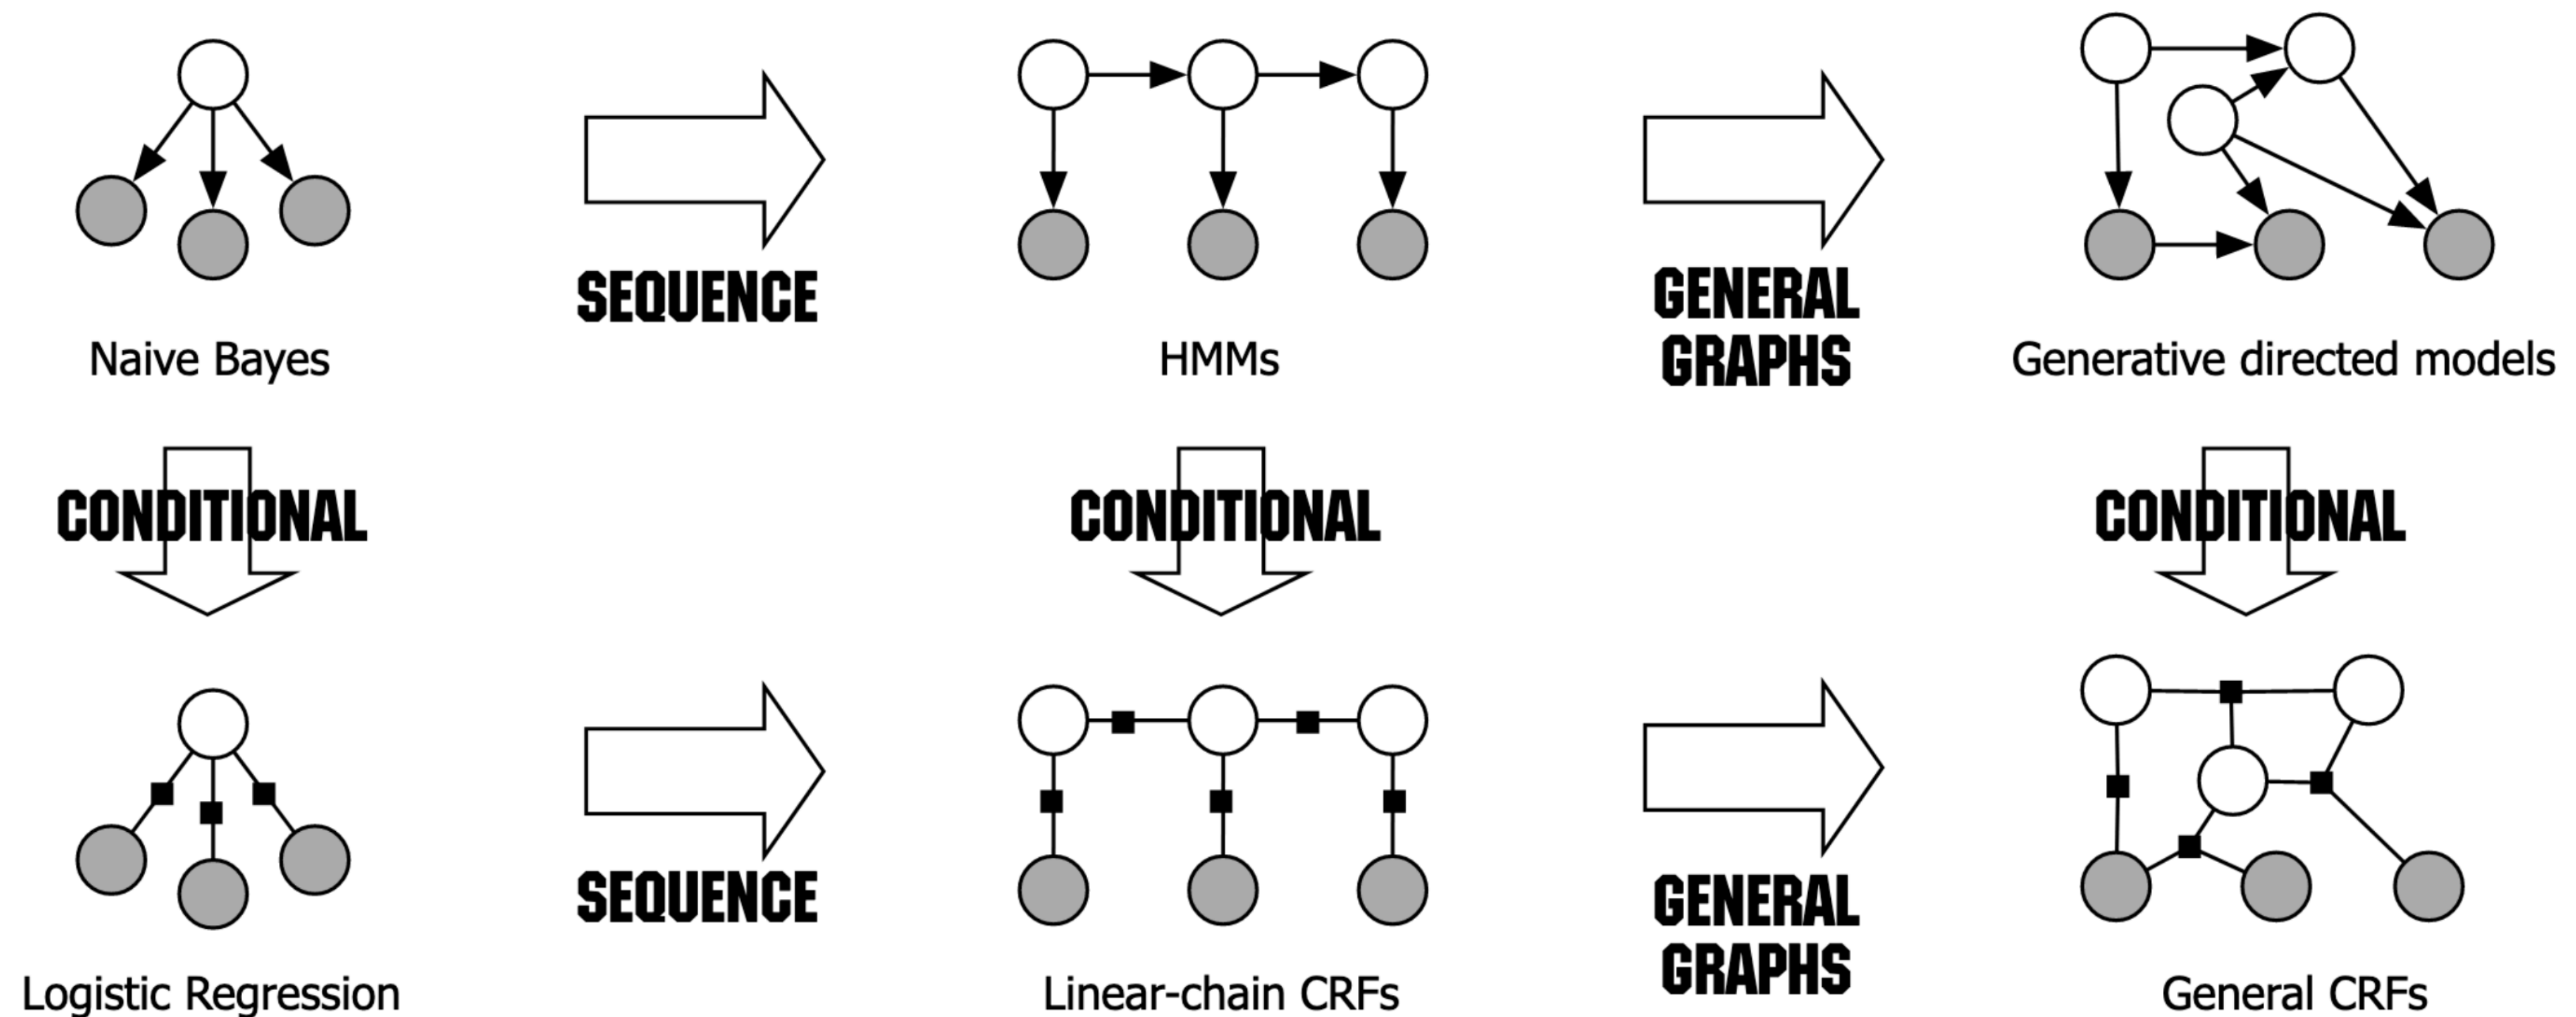 SEQUENCE
GENERAL
GRAPHS
Naive Bayes
HMMs
Generative directed models
CONDITIONAL
CONDITIONAL
CONDITIONAL
SEQUENCE
GENERAL
GRAPHS
Logistic Regression
Linear-chain CRFs
General CRFs